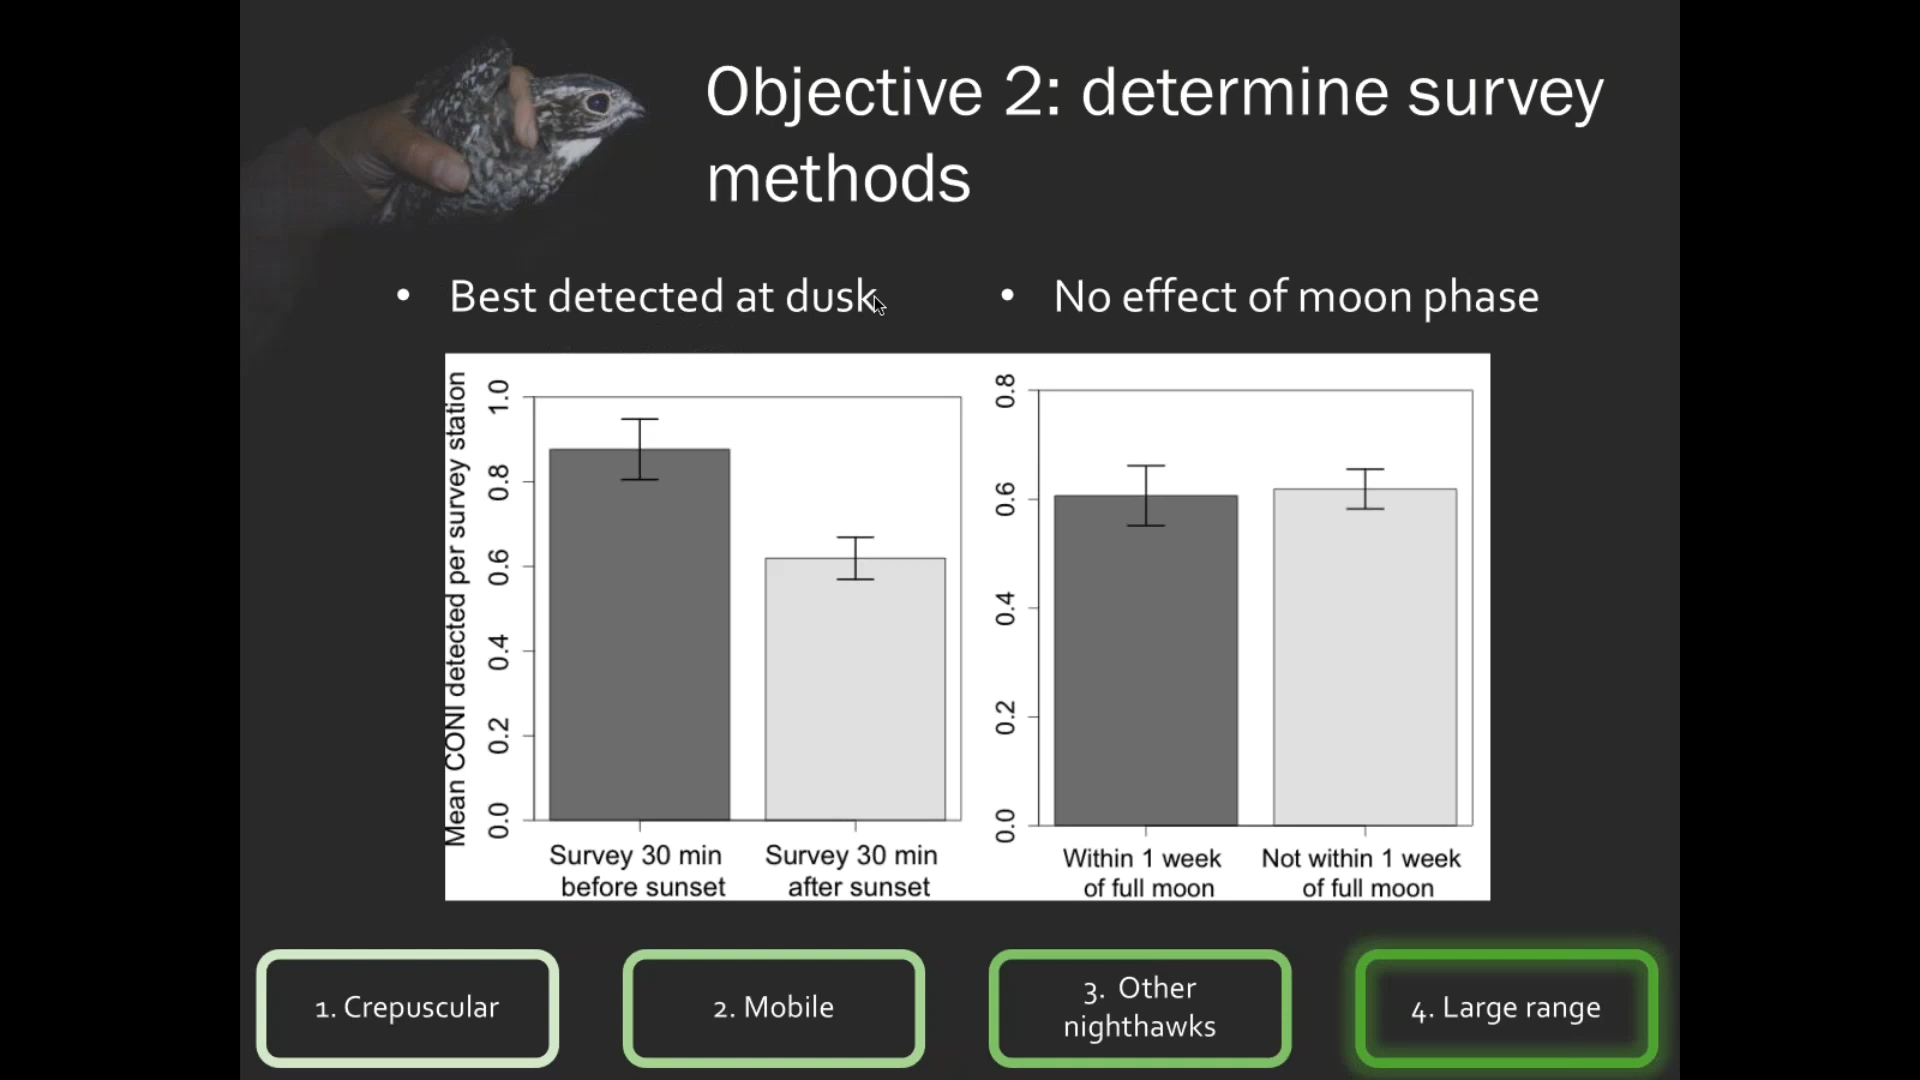 Objective 2: determine survey
methods
• Best detected at dusk
• No effect of moon phase
Mean CONI detected per survey station
1.0
0.8
0.6
0.4
0.2
0.0
Survey 30 min
before sunset
Survey 30 min
after sunset
0.8
0.6
0.4
0.2
0.0
Within 1 week
of full moon
Not within 1 week
of full moon
1. Crepuscular
2. Mobile
3. Other
nighthawks
4. Large range